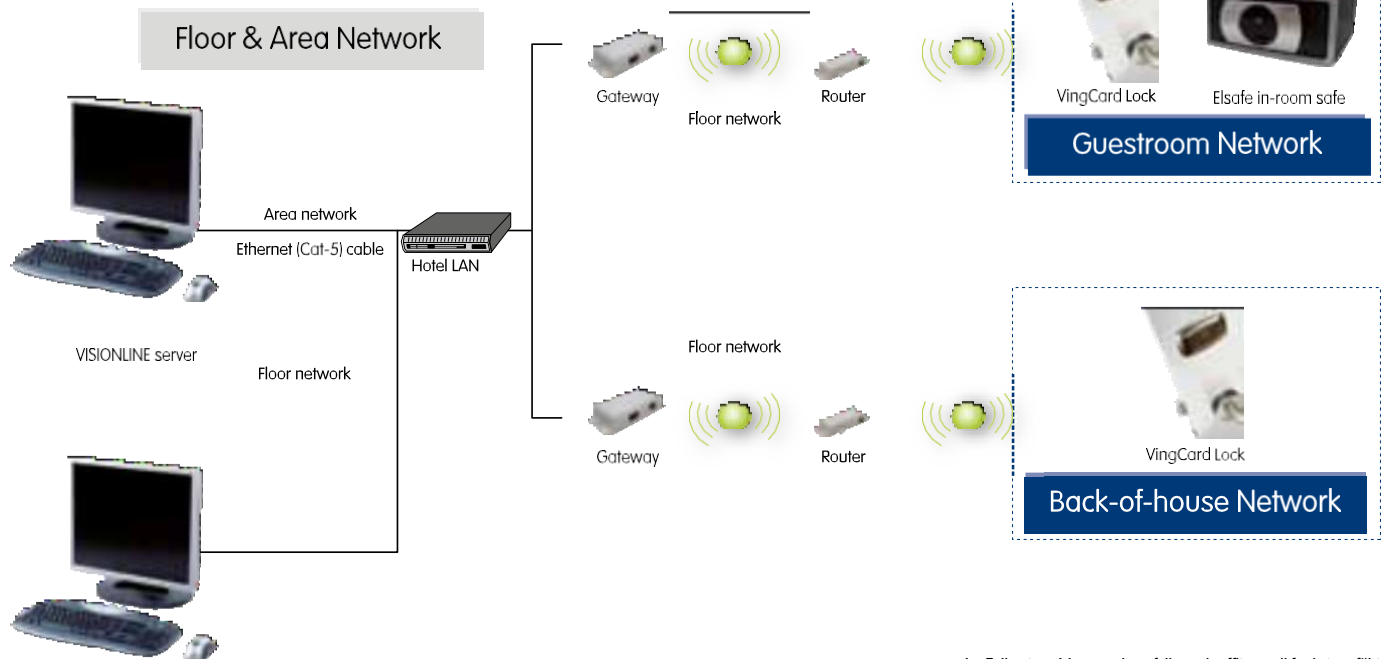 Floor & Area Network
Gateway
Floor network
Router
VingCard Lock
Elsafe in-room safe
Guestroom Network
Area network
Ethernet (Cat-5) cable
Hotel LAN
VISIONLINE server
Floor network
Floor network
Gateway
Router
VingCard Lock
Back-of-house Network